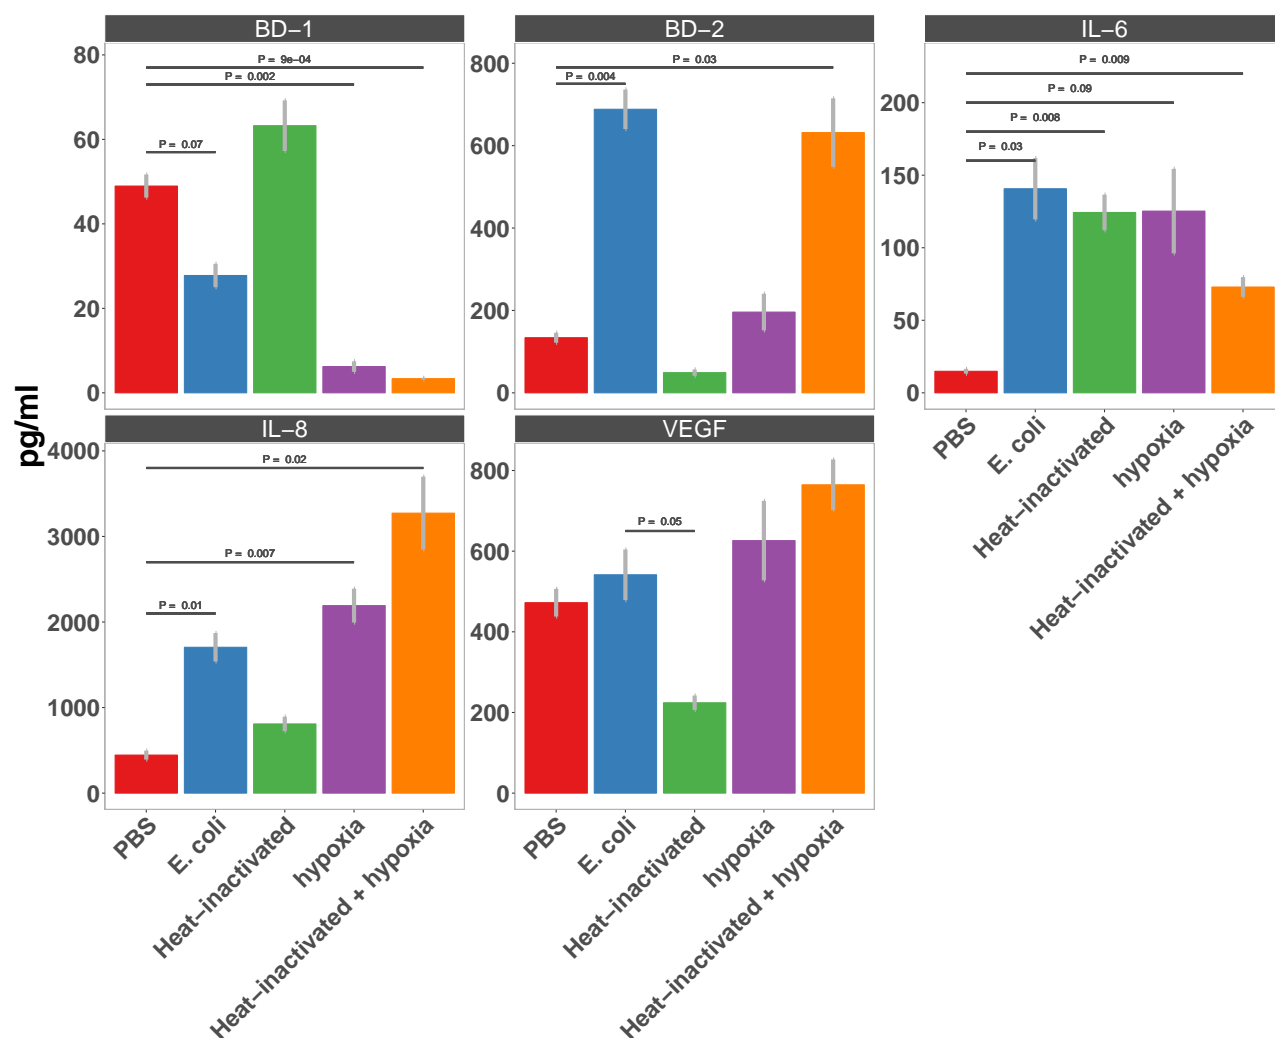 BD−1
BD−2
IL−6
80
60
40
20
0
P = 9e−04
P = 0.002
P = 0.07
800
600
400
200
0
P = 0.03
P = 0.004
200
150
100
50
0
P = 0.009
P = 0.09
P = 0.008
P = 0.03
PBS
E. coli
Heat−inactivated
hypoxia
Heat−inactivated + hypoxia
pg/ml
IL−8
VEGF
4000
3000
2000
1000
0
P = 0.02
P = 0.007
P = 0.01
800
600
400
200
0
P = 0.05
PBS
E. coli
Heat−inactivated
hypoxia
Heat−inactivated + hypoxia
PBS
E. coli
Heat−inactivated
hypoxia
Heat−inactivated + hypoxia